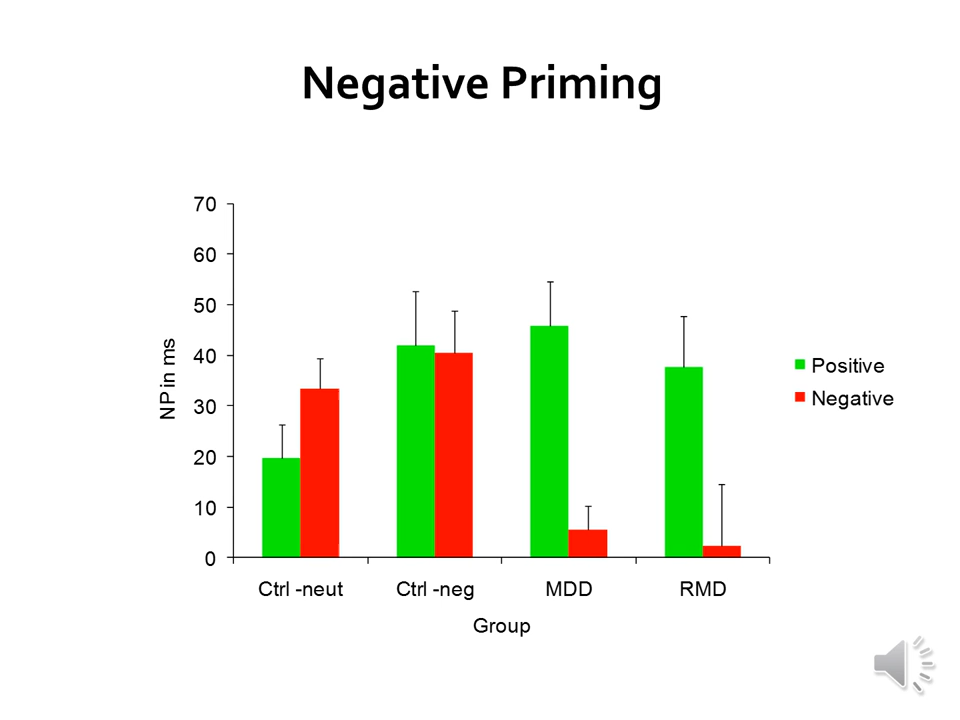 Negative Priming
70
60
50
40
30
20
10
0
NP in ms
Positive
Negative
Ctrl -neut Ctrl -neg MDD RMD
Group